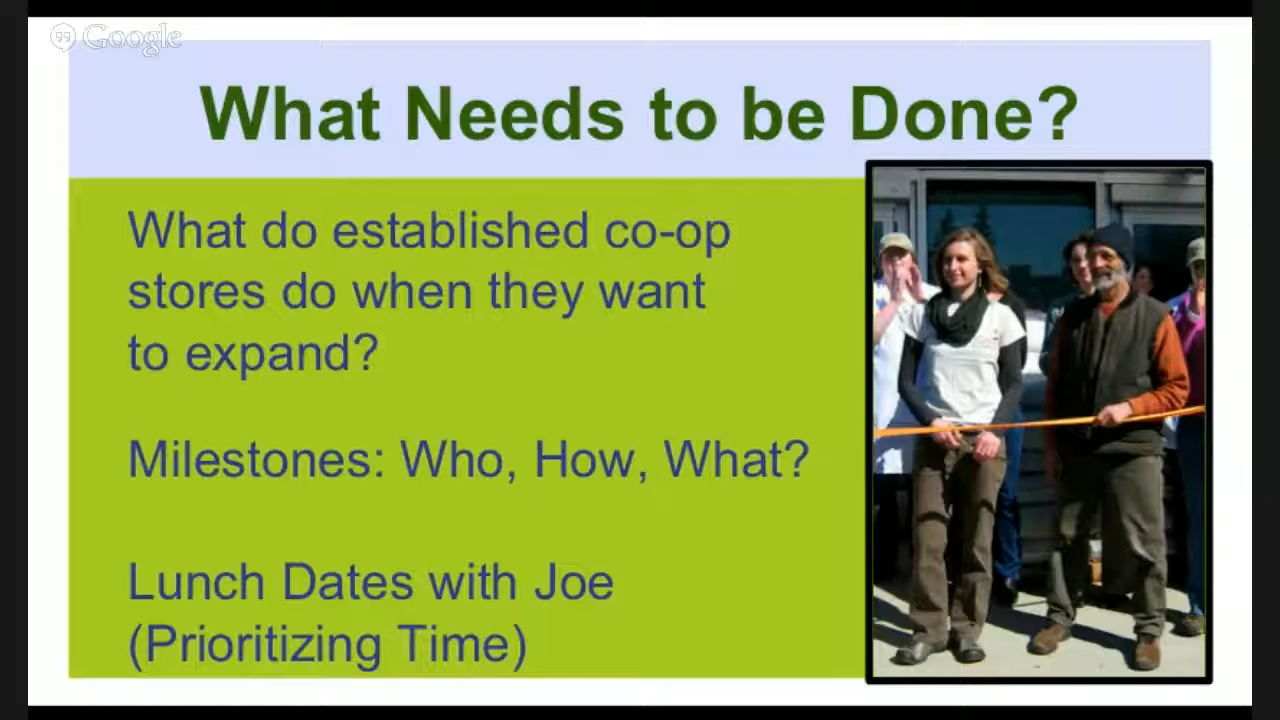 Google
What Needs to be Done?
What do established co-op
stores do when they want
to expand?
Milestones: Who, How, What?
Lunch Dates with Joe
(Prioritizing Time)